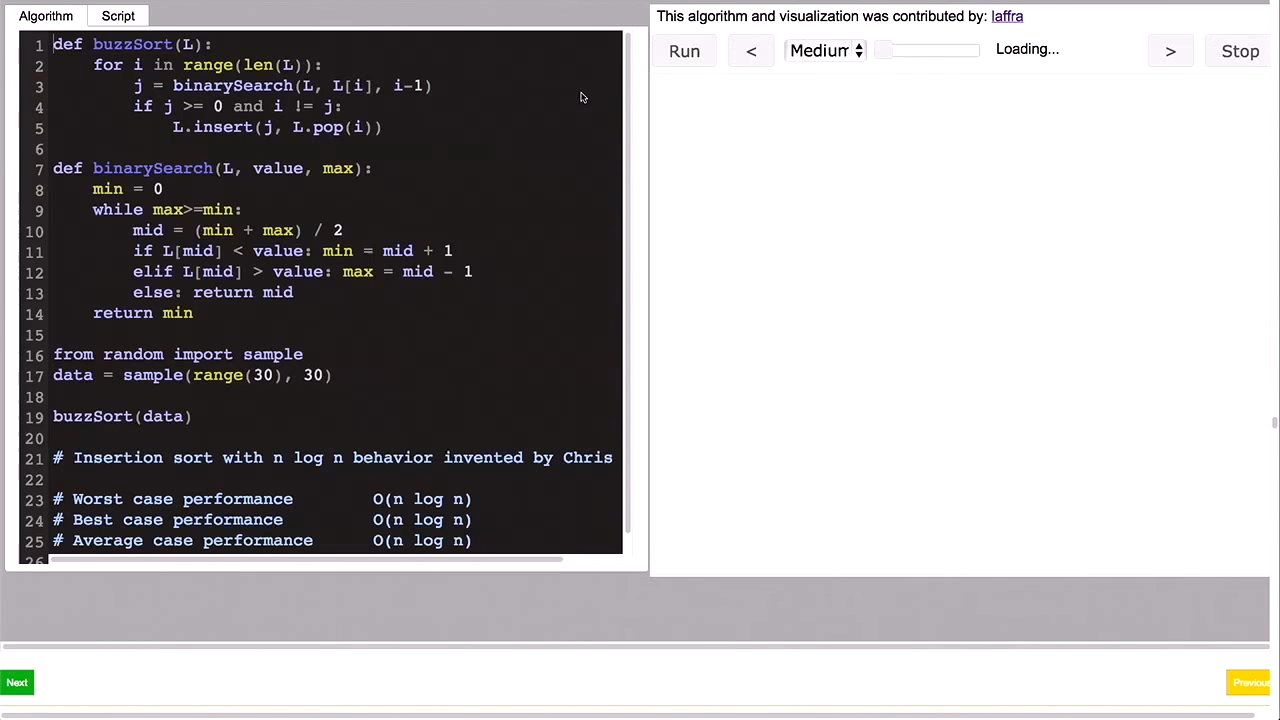 Algorithm Script
1 def buzzSort(L):
2     for i in range(len(L)):
3         j = binarySearch(L, L[i], i-1)
4         if j >= 0 and i != j:
5             L.insert(j, L.pop(i))
6
7 def binarySearch(L, value, max):
8     min = 0
9     while max>=min:
10         mid = (min + max) / 2
11         if L[mid] < value: min = mid + 1
12         elif L[mid] > value: max = mid - 1
13         else: return mid
14     return min
15
16 from random import sample
17 data = sample(range(30), 30)
18
19 buzzSort(data)
20
21 # Insertion sort with n log n behavior invented by Chris
22
23 # Worst case performance        O(n log n)
24 # Best case performance         O(n log n)
25 # Average case performance      O(n log n)
26
This algorithm and visualization was contributed by: laffra
Run < Medium Loading... > Stop
Next Previous